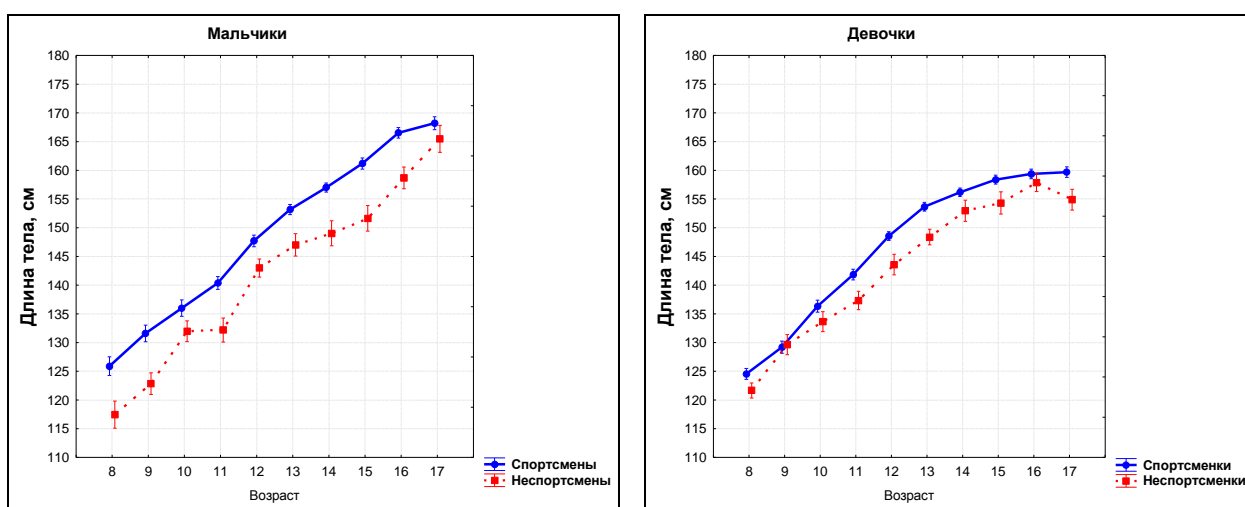 Мальчики
Длина тела, см
180
175
170
165
160
155
150
145
140
135
130
125
120
115
110
8 9 10 11 12 13 14 15 16 17
Возраст
Спортсмены
Неспортсмены
Девочки
Длина тела, см
180
175
170
165
160
155
150
145
140
135
130
125
120
115
110
8 9 10 11 12 13 14 15 16 17
Возраст
Спортсменки
Неспортсменки